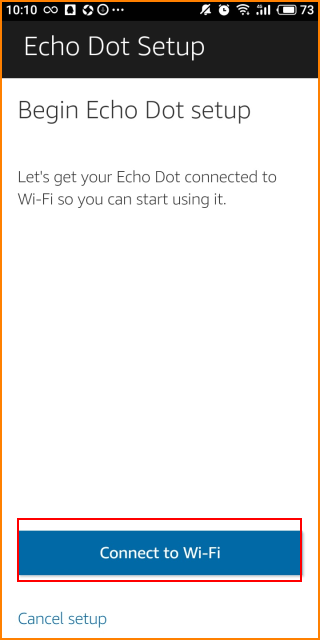 10:10 73
Echo Dot Setup
Begin Echo Dot setup
Let's get your Echo Dot connected to
Wi-Fi so you can start using it.
Connect to Wi-Fi
Cancel setup